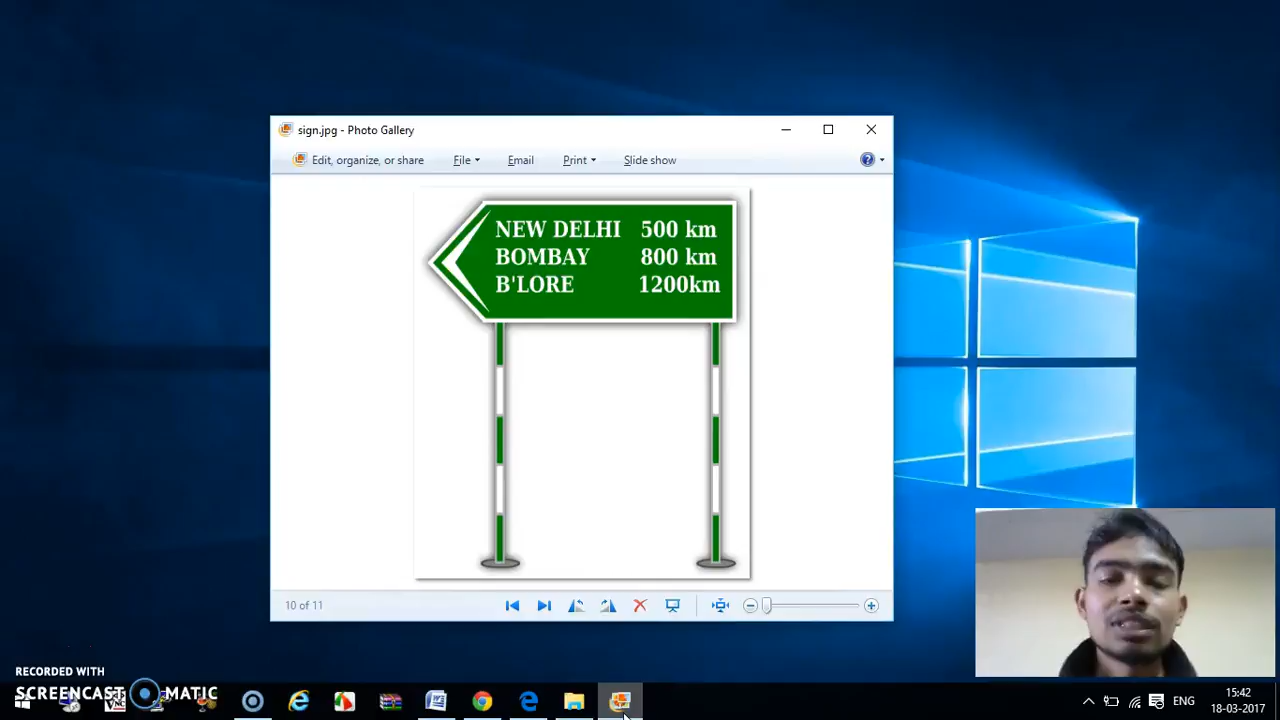 sign.jpg - Photo Gallery
Edit, organize, or share File Email Print Slide show
NEW DELHI 500 km
BOMBAY 800 km
B'LORE 1200km
10 of 11
RECORDED WITH
SCREENCAST MATIC
ENG
15:42
18-03-2017